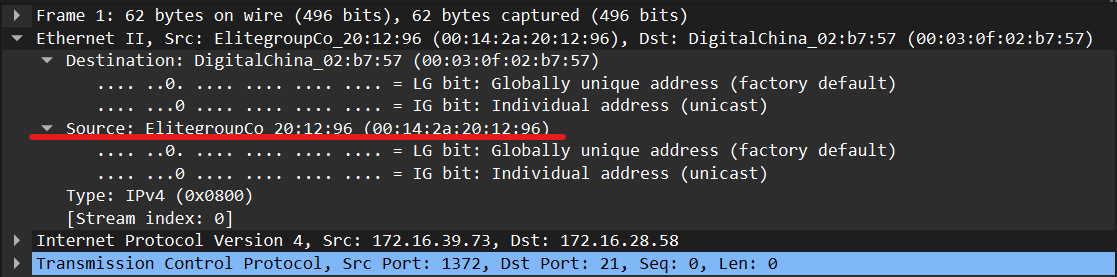 Frame 1: 62 bytes on wire (496 bits), 62 bytes captured (496 bits)
Ethernet II, Src: ElitegroupCo_20:12:96 (00:14:2a:20:12:96), Dst: DigitalChina_02:b7:57 (00:03:0f:02:b7:57)
Destination: DigitalChina_02:b7:57 (00:03:0f:02:b7:57)
.... ..0. .... .... .... .... = LG bit: Globally unique address (factory default)
.... ...0 .... .... .... .... = IG bit: Individual address (unicast)
Source: ElitegroupCo_20:12:96 (00:14:2a:20:12:96)
.... ..0. .... .... .... .... = LG bit: Globally unique address (factory default)
.... ...0 .... .... .... .... = IG bit: Individual address (unicast)
Type: IPv4 (0x0800)
[Stream index: 0]
Internet Protocol Version 4, Src: 172.16.39.73, Dst: 172.16.28.58
Transmission Control Protocol, Src Port: 1372, Dst Port: 21, Seq: 0, Len: 0